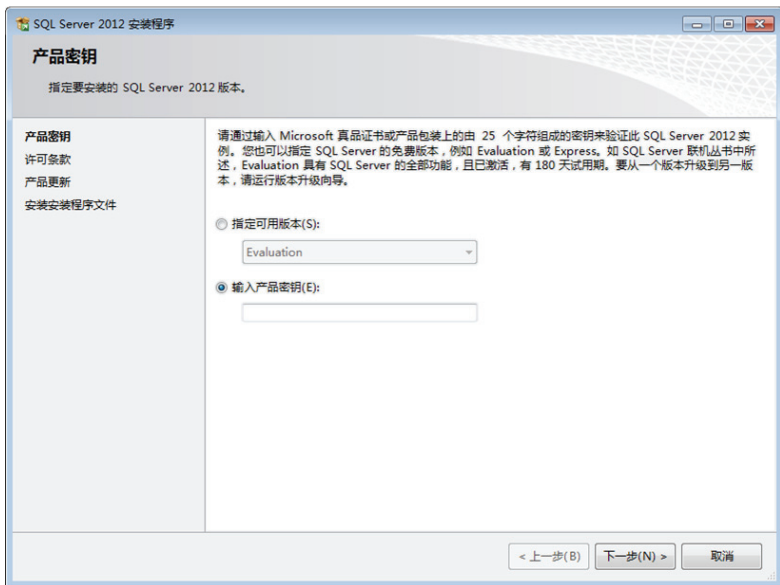 SQL Server 2012 安装程序
产品密钥
指定要安装的 SQL Server 2012 版本。
产品密钥
许可条款
产品更新
安装安装程序文件
请通过输入 Microsoft 真品证书或产品包装上的由 25 个字符组成的密钥来验证此 SQL Server 2012 实
例。您也可以指定 SQL Server 的免费版本，例如 Evaluation 或 Express。如 SQL Server 联机丛书中所
述，Evaluation 具有 SQL Server 的全部功能，且已激活，有 180 天试用期。要从一个版本升级到另一版
本，请运行版本升级向导。
指定可用版本(S):
Evaluation
输入产品密钥(E):
< 上一步(B)
下一步(N) >
取消